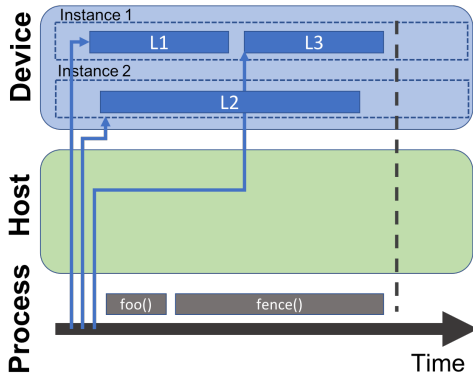 Device
Instance 1
L1
L3
Instance 2
L2
Host
Process
foo()
fence()
Time